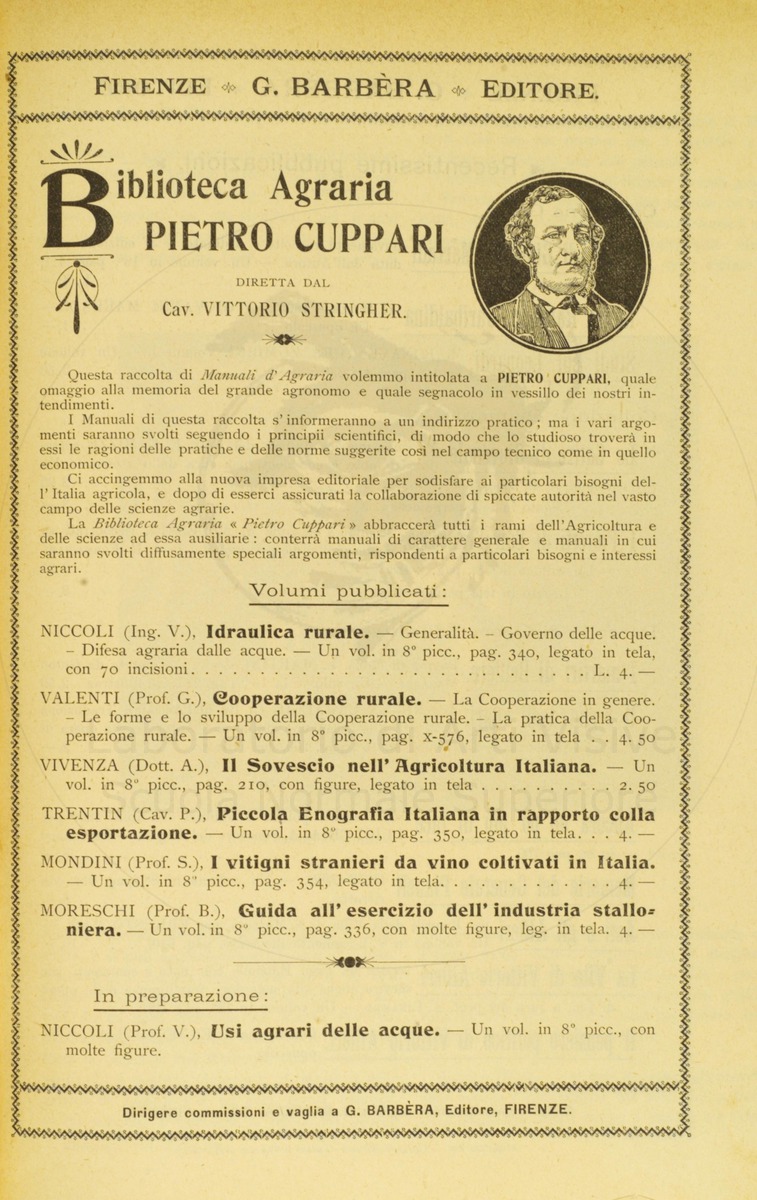 FIRENZE G. BARBÈRA EDITORE.
Biblioteca Agraria
PIETRO CUPPARI
DIRETTA DAL
Cav. VITTORIO STRINGHER.
Questa raccolta di Manuali d'Agraria volemmo intitolata a PIETRO CUPPARI, quale
omaggio alla memoria del grande agronomo e quale segnacolo in vessillo dei nostri in-
tendimenti.
I Manuali di questa raccolta s'informeranno a un indirizzo pratico; ma i vari argo-
menti saranno svolti seguendo i principii scientifici, di modo che lo studioso troverà in
essi le ragioni delle pratiche e delle norme suggerite così nel campo tecnico come in quello
economico.
Ci accingemmo alla nuova impresa editoriale per sodisfare ai particolari bisogni del-
l'Italia agricola, e dopo di esserci assicurati la collaborazione di spiccate autorità nel vasto
campo delle scienze agrarie.
La Biblioteca Agraria « Pietro Cuppari » abbraccerà tutti i rami dell'Agricoltura e
delle scienze ad essa ausiliarie: conterrà manuali di carattere generale e manuali in cui
saranno svolti diffusamente speciali argomenti, rispondenti a particolari bisogni e interessi
agrari.
Volumi pubblicati:
NICCOLI (Ing. V.), Idraulica rurale. — Generalità. – Governo delle acque.
– Difesa agraria dalle acque. — Un vol. in 8° picc., pag. 340, legato in tela,
con 70 incisioni. . . . . . . . . . . . . . . . . . . . . . . . . . . . . L. 4. —
VALENTI (Prof. G.), Cooperazione rurale. — La Cooperazione in genere.
– Le forme e lo sviluppo della Cooperazione rurale. – La pratica della Coo-
perazione rurale. — Un vol. in 8° picc., pag. X-576, legato in tela . . 4. 50
VIVENZA (Dott. A.), Il Sovescio nell'Agricoltura Italiana. — Un
vol. in 8° picc., pag. 210, con figure, legato in tela . . . . . . . . . . 2. 50
TRENTIN (Cav. P.), Piccola Enografia Italiana in rapporto colla
esportazione. — Un vol. in 8° picc., pag. 350, legato in tela. . . 4. —
MONDINI (Prof. S.), I vitigni stranieri da vino coltivati in Italia.
— Un vol. in 8° picc., pag. 354, legato in tela. . . . . . . . . . . . . 4. —
MORESCHI (Prof. B.), Guida all'esercizio dell'industria stallo-
niera. — Un vol. in 8° picc., pag. 336, con molte figure, leg. in tela. 4. —
In preparazione:
NICCOLI (Prof. V.), Usi agrari delle acque. — Un vol. in 8° picc., con
molte figure.
Dirigere commissioni e vaglia a G. BARBÈRA, Editore, FIRENZE.